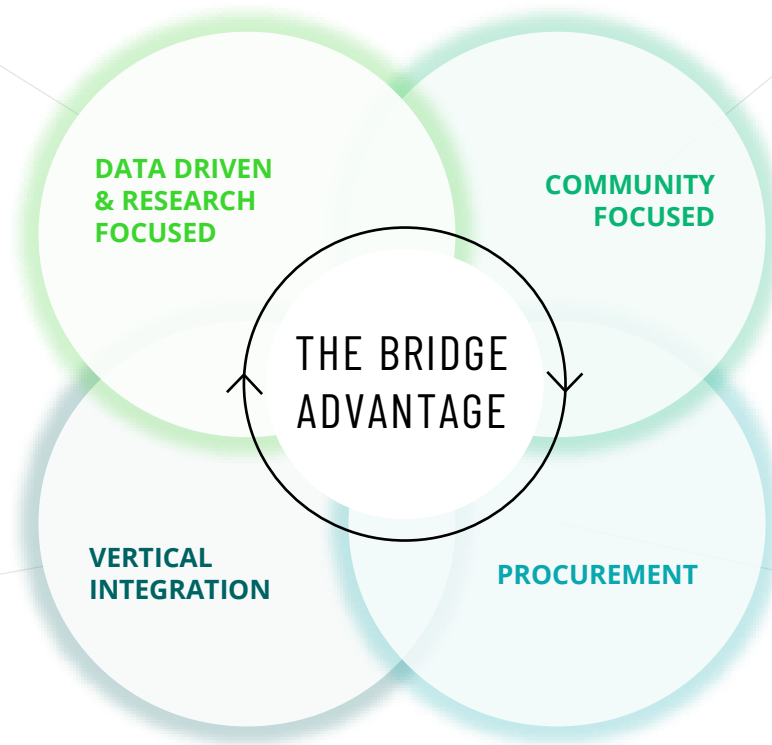 DATA DRIVEN
& RESEARCH
FOCUSED
COMMUNITY
FOCUSED
THE BRIDGE
ADVANTAGE
VERTICAL
INTEGRATION
PROCUREMENT